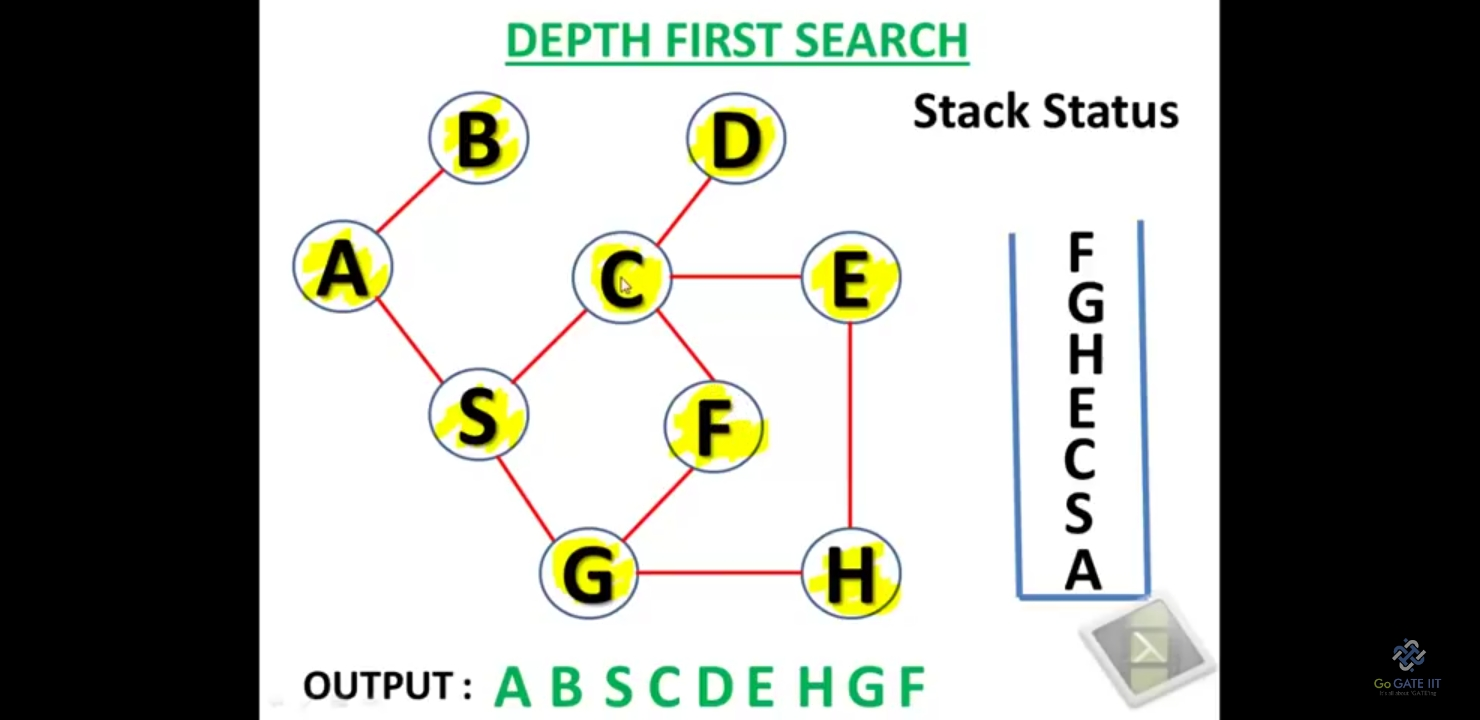 DEPTH FIRST SEARCH
Stack Status
B
D
A
C
E
S
F
G
H
F
G
H
E
C
S
A
OUTPUT : A B S C D E H G F
Go GATE IIT